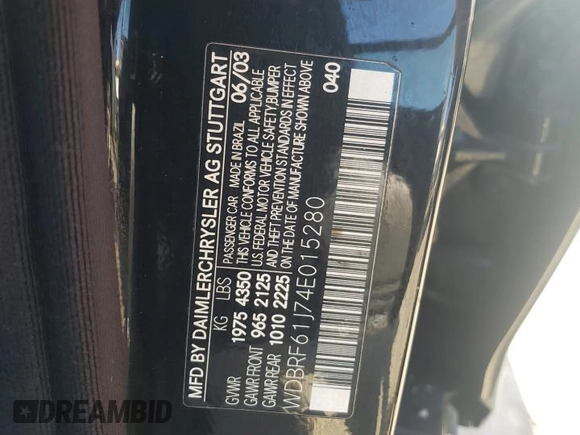 MFD BY DAIMLERCHRYSLER AG STUTTGART
PASSENGER CAR MADE IN BRAZIL 06/03
KG LBS
GVWR 1975 4350
GAWR FRONT 965 2125
GAWR REAR 1010 2225
THIS VEHICLE CONFORMS TO ALL APPLICABLE
U.S. FEDERAL MOTOR VEHICLE SAFETY,BUMPER
AND THEFT PREVENTION STANDARDS IN EFFECT
ON THE DATE OF MANUFACTURE SHOWN ABOVE
WDBRF61J74E015280
040
DREAMBID